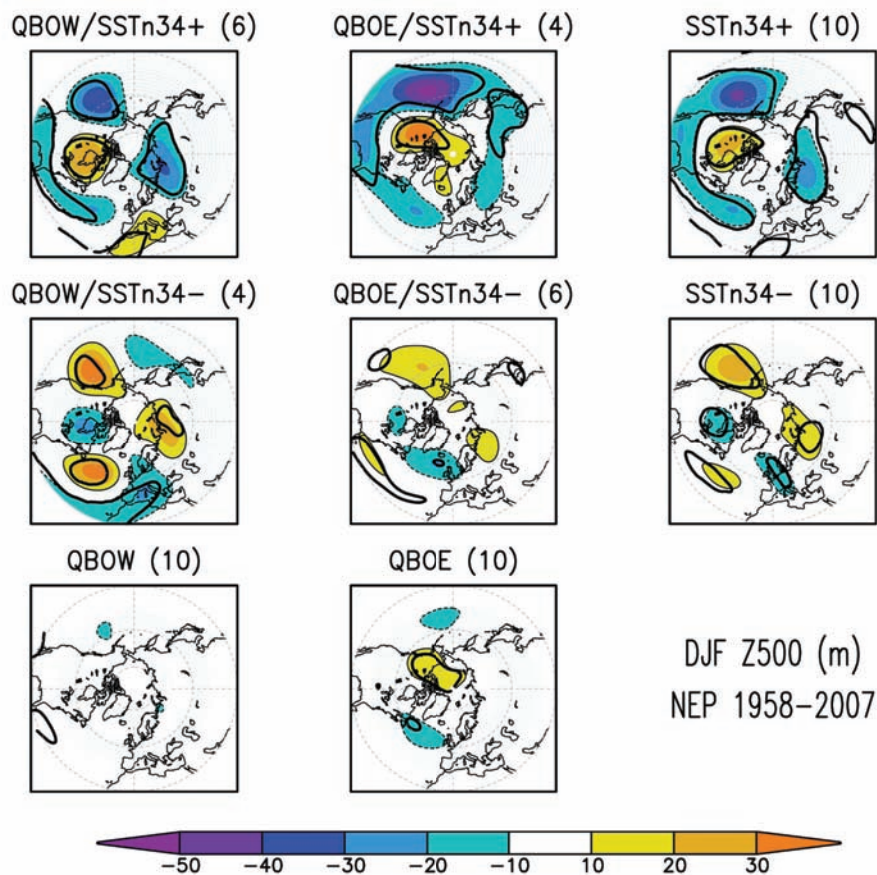 QBOW/SSTn34+ (6) QBOE/SSTn34+ (4) SSTn34+ (10)
QBOW/SSTn34- (4) QBOE/SSTn34- (6) SSTn34- (10)
QBOW (10) QBOE (10)
DJF Z500 (m)
NEP 1958-2007
-50 -40 -30 -20 -10 10 20 30